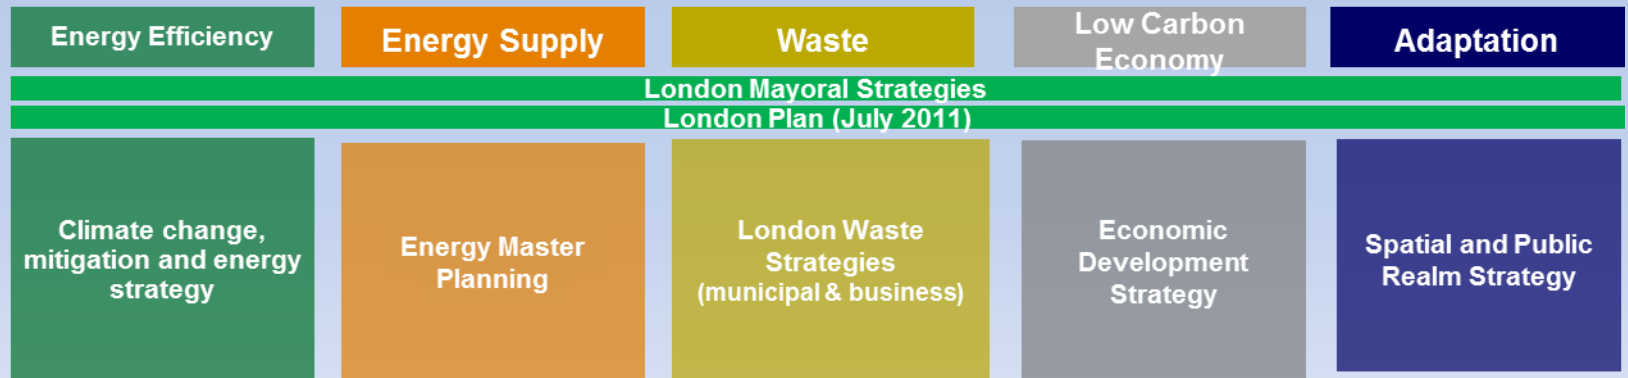 Energy Efficiency
Energy Supply
Waste
Low Carbon
Economy
Adaptation
London Mayoral Strategies
London Plan (July 2011)
Climate change,
mitigation and energy
strategy
Energy Master
Planning
London Waste
Strategies
(municipal & business)
Economic
Development
Strategy
Spatial and Public
Realm Strategy